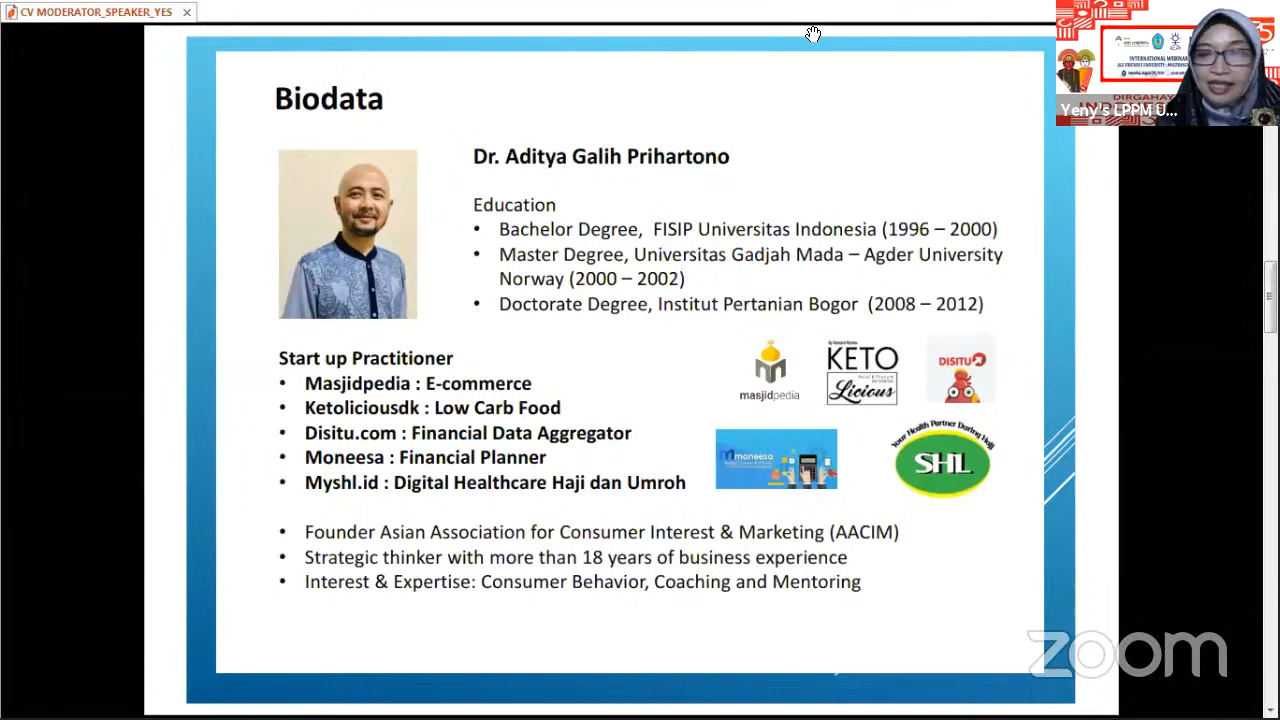 CV MODERATOR_SPEAKER_YES
INTERNATIONAL WEBINAR
Yeny's LPPM U...
Biodata
Dr. Aditya Galih Prihartono
Education
• Bachelor Degree, FISIP Universitas Indonesia (1996 – 2000)
• Master Degree, Universitas Gadjah Mada – Agder University
Norway (2000 – 2002)
• Doctorate Degree, Institut Pertanian Bogor (2008 – 2012)
Start up Practitioner
• Masjidpedia : E-commerce
• Ketoliciousdk : Low Carb Food
• Disitu.com : Financial Data Aggregator
• Moneesa : Financial Planner
• Myshl.id : Digital Healthcare Haji dan Umroh
masjidpedia
KETO
Licious
DISITU
moneesa
Your Health Partner During Hajj
SHL
• Founder Asian Association for Consumer Interest & Marketing (AACIM)
• Strategic thinker with more than 18 years of business experience
• Interest & Expertise: Consumer Behavior, Coaching and Mentoring
zoom